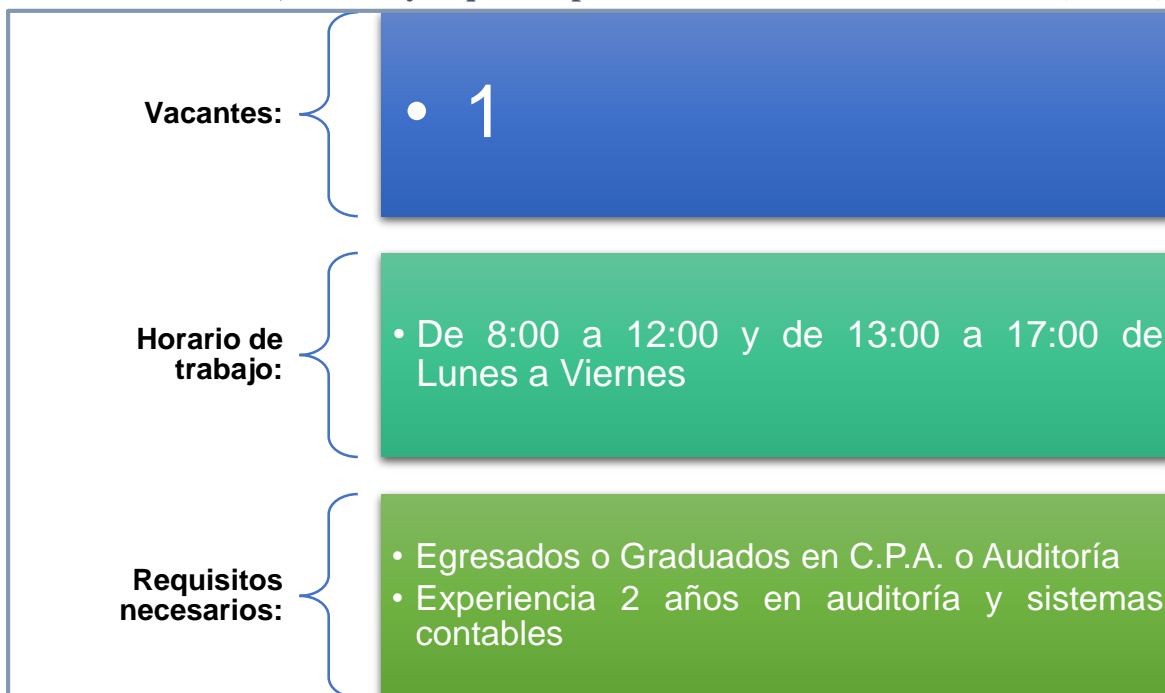 Vacantes:
• 1
Horario de
trabajo:
• De 8:00 a 12:00 y de 13:00 a 17:00 de
Lunes a Viernes
Requisitos
necesarios:
• Egresados o Graduados en C.P.A. o Auditoría
• Experiencia 2 años en auditoría y sistemas
contables